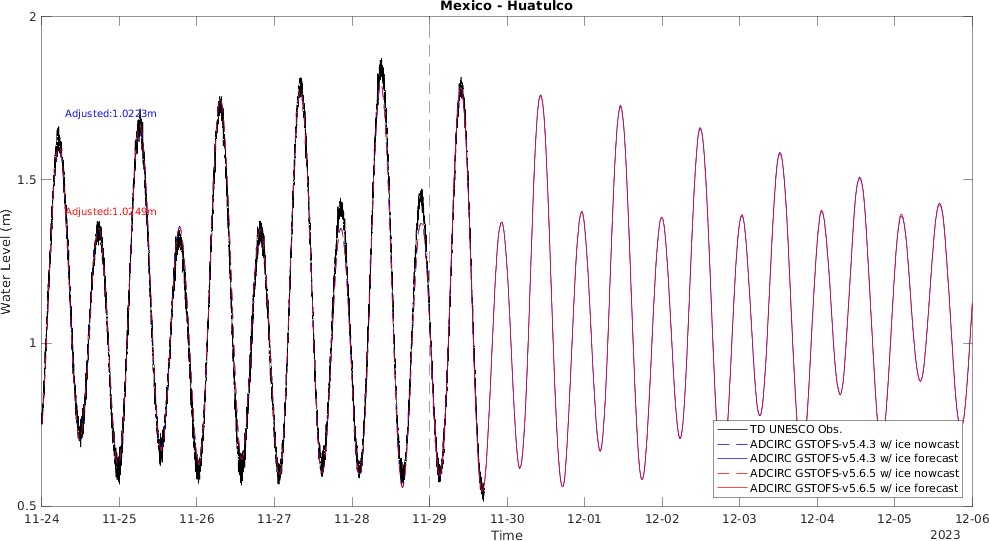 Mexico - Huatulco
2
1.5
1
0.5
Water Level (m)
Adjusted:1.0223m
Adjusted:1.0249m
TD UNESCO Obs.
ADCIRC GSTOFS-v5.4.3 w/ ice nowcast
ADCIRC GSTOFS-v5.4.3 w/ ice forecast
ADCIRC GSTOFS-v5.6.5 w/ ice nowcast
ADCIRC GSTOFS-v5.6.5 w/ ice forecast
11-24 11-25 11-26 11-27 11-28 11-29 11-30 12-01 12-02 12-03 12-04 12-05 12-06
Time
2023